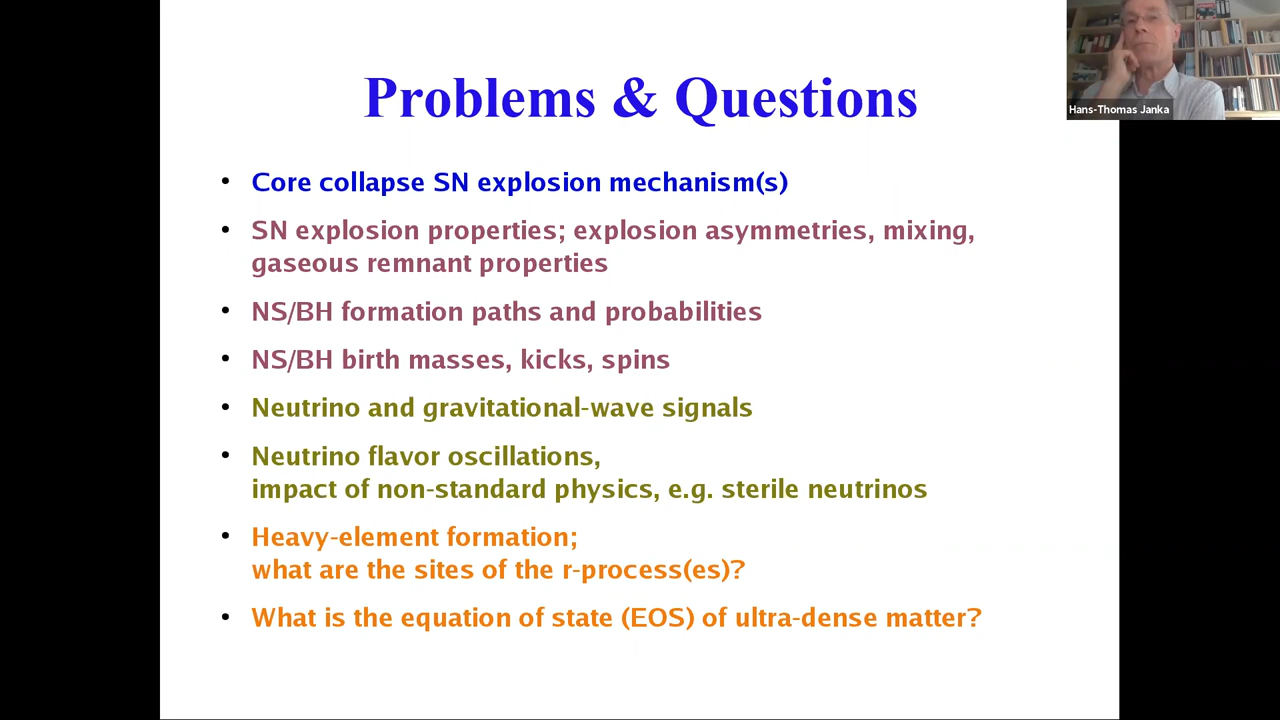 Problems & Questions
Hans-Thomas Janka
• Core collapse SN explosion mechanism(s)
• SN explosion properties; explosion asymmetries, mixing,
gaseous remnant properties
• NS/BH formation paths and probabilities
• NS/BH birth masses, kicks, spins
• Neutrino and gravitational-wave signals
• Neutrino flavor oscillations,
impact of non-standard physics, e.g. sterile neutrinos
• Heavy-element formation;
what are the sites of the r-process(es)?
• What is the equation of state (EOS) of ultra-dense matter?